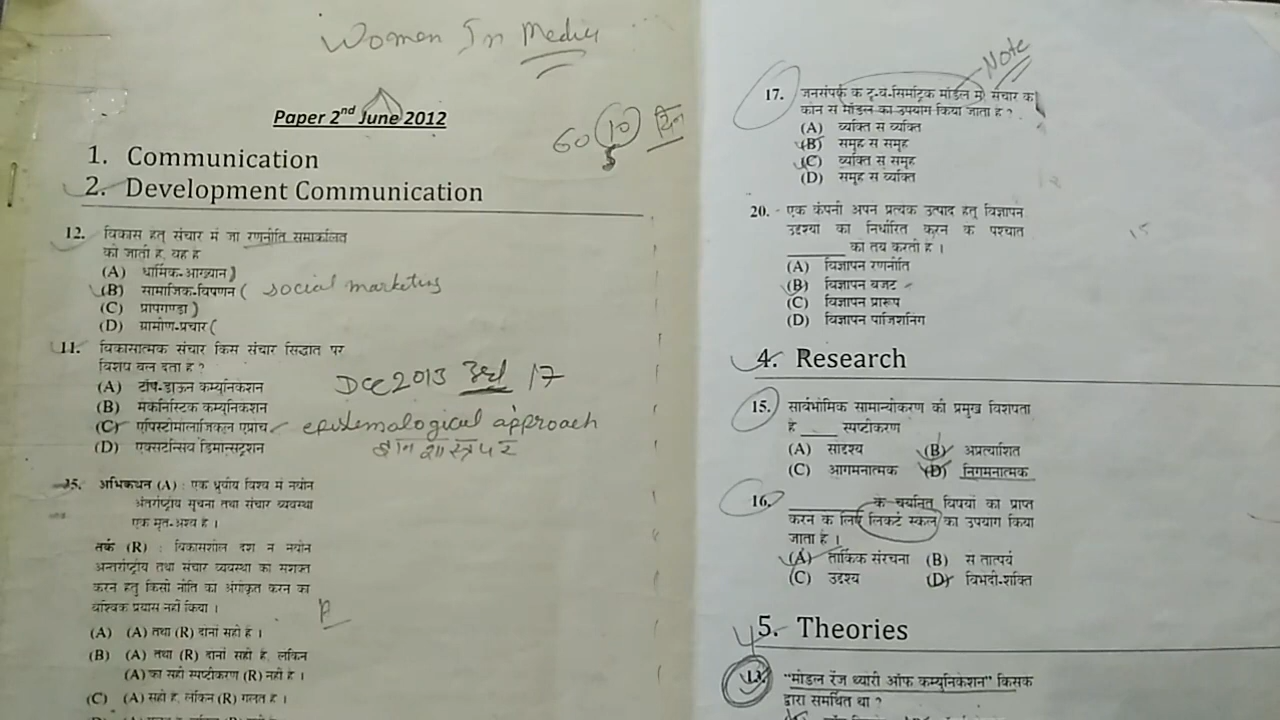 Women In Media
Paper 2nd June 2012
60 10 दिन
1. Communication
2. Development Communication
12. विकास हेतु संचार में जो रणनीति समाकलित
की जाती है, वह है
(A) धार्मिक-आख्यान)
(B) सामाजिक-विपणन ( social marketing
(C) प्रोपेगण्डा )
(D) ग्रामीण-प्रचार (
11. विकासात्मक संचार किस संचार सिद्धांत पर
विशेष बल देता है ?
(A) टॉप-डाऊन कम्युनिकेशन
Dec 2013 3rd 17
(B) मेकेनिस्टिक कम्युनिकेशन
(C) एपिस्टीमोलॉजिकल एप्रोच epistemological approach
ज्ञान शास्त्र पर
(D) एक्सटेन्सिव डिमोन्सट्रेशन
अभिकथन (A) : एक ध्रुवीय विश्व में नवीन
अंतर्राष्ट्रीय सूचना तथा संचार व्यवस्था
एक मृत-अश्व है ।
तर्क (R) : विकासशील देश ने नवीन
अन्तर्राष्ट्रीय तथा संचार व्यवस्था को सशक्त
करने हेतु किसी नीति को अंगीकृत करने का
वैश्विक प्रयास नहीं किया ।
(A) (A) तथा (R) दोनों सही हैं ।
(B) (A) तथा (R) दोनों सही हैं, लेकिन
(A) का सही स्पष्टीकरण (R) नहीं है ।
(C) (A) सही है, लेकिन (R) गलत है ।
Note
17. जनसंपर्क के टू-वे-सिमेट्रिक मॉडल में संचार के
कौन से मॉडल का उपयोग किया जाता है ?
(A) व्यक्ति से व्यक्ति
(B) समूह से समूह
(C) व्यक्ति से समूह
(D) समूह से व्यक्ति
20. एक कंपनी अपने प्रत्येक उत्पाद हेतु विज्ञापन
उद्देश्यों को निर्धारित करने के पश्चात
______ को तय करती है ।
(A) विज्ञापन रणनीति
(B) विज्ञापन बजट
(C) विज्ञापन प्रारूप
(D) विज्ञापन पोजिशनिंग
15
4. Research
15. सार्वभौमिक सामान्यीकरण की प्रमुख विशेषता
है ____ स्पष्टीकरण
(A) सादृश्य (B) अप्रत्याशित
(C) आगमनात्मक (D) निगमनात्मक
16. ________ के चयनित विषयों को प्राप्त
करने के लिए लिकर्ट स्केल का उपयोग किया
जाता है ।
(A) तार्किक संरचना (B) स तात्पर्य
(C) उद्देश्य (D) विभेदी-शक्ति
5. Theories
13. “मीडल रेंज थ्योरी ऑफ कम्युनिकेशन” किसके
द्वारा समर्थित था ?